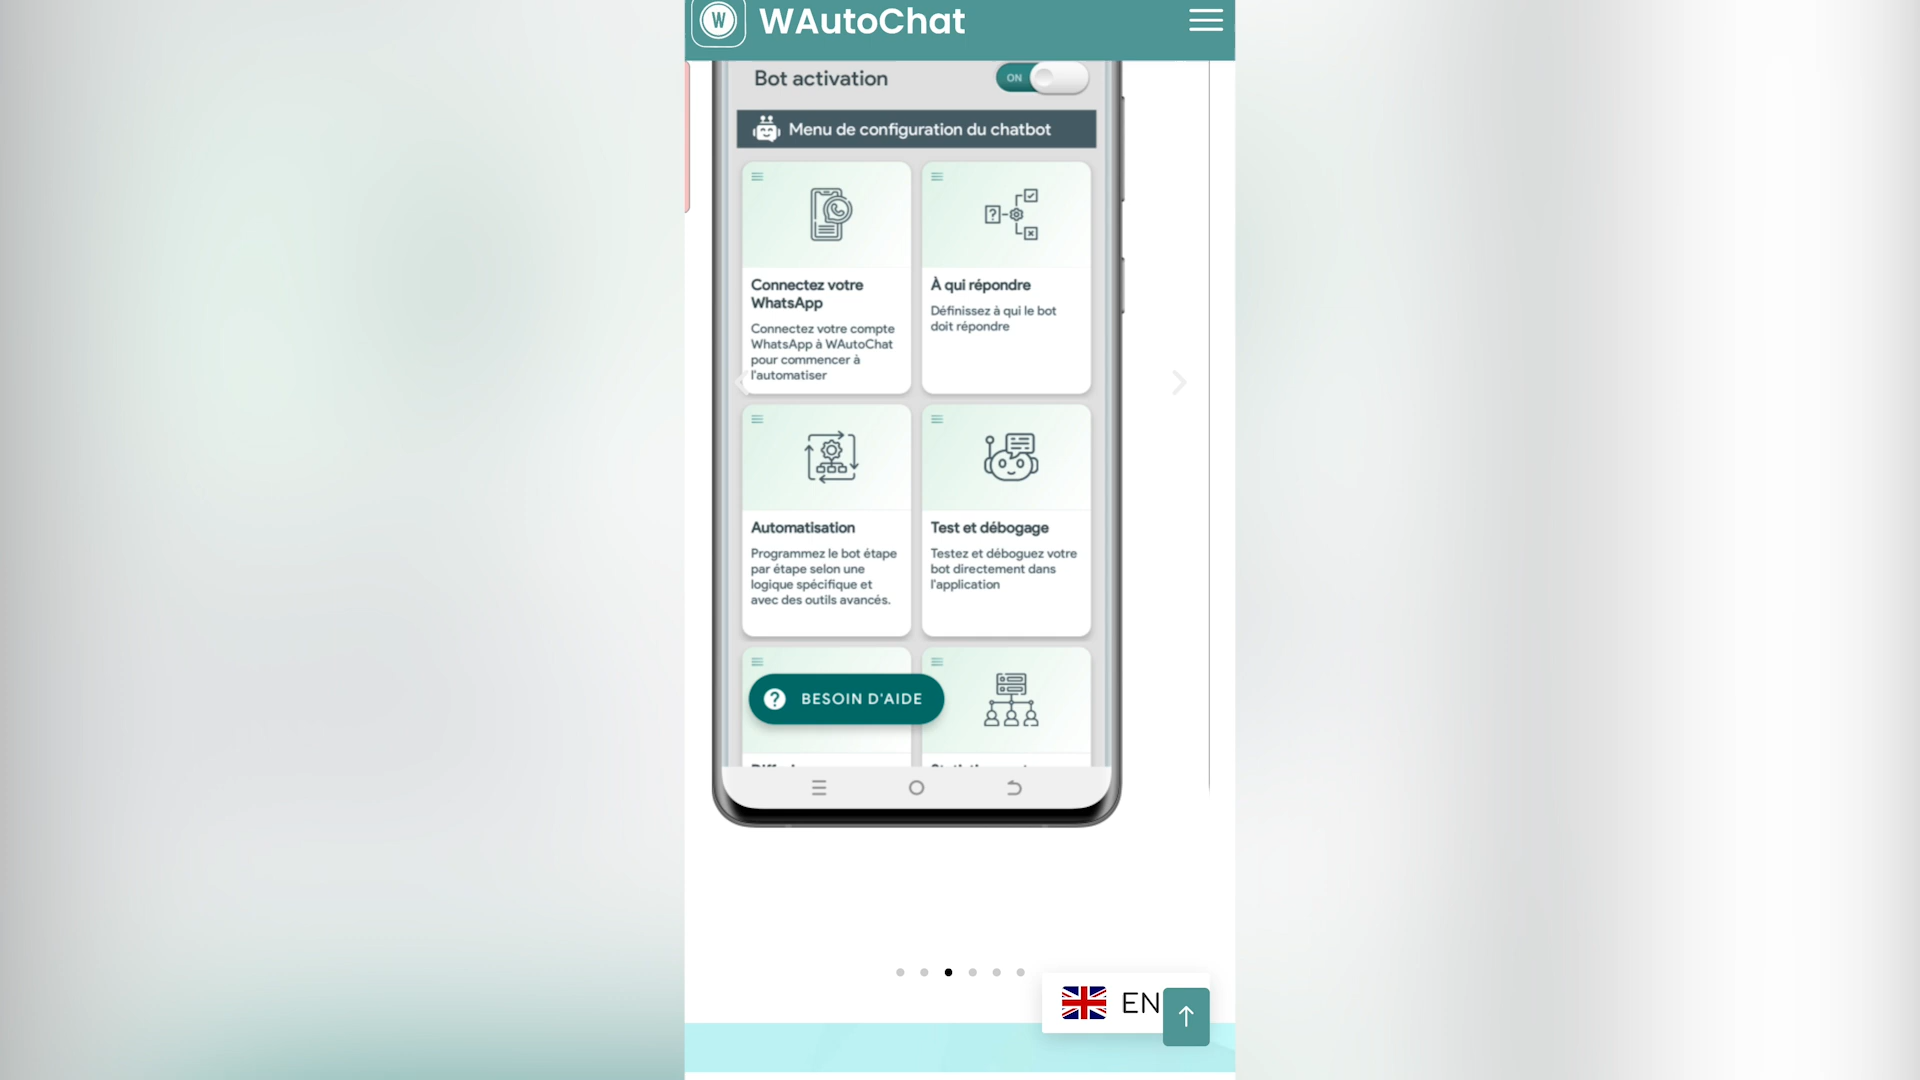 W WAutoChat
Bot activation
ON
Menu de configuration du chatbot
Connectez votre
WhatsApp
Connectez votre compte
WhatsApp à WAutoChat
pour commencer à
l'automatiser
À qui répondre
Définissez à qui le bot
doit répondre
Automatisation
Programmez le bot étape
par étape selon une
logique spécifique et
avec des outils avancés.
Test et débogage
Testez et déboguez votre
bot directement dans
l'application
BESOIN D'AIDE
EN